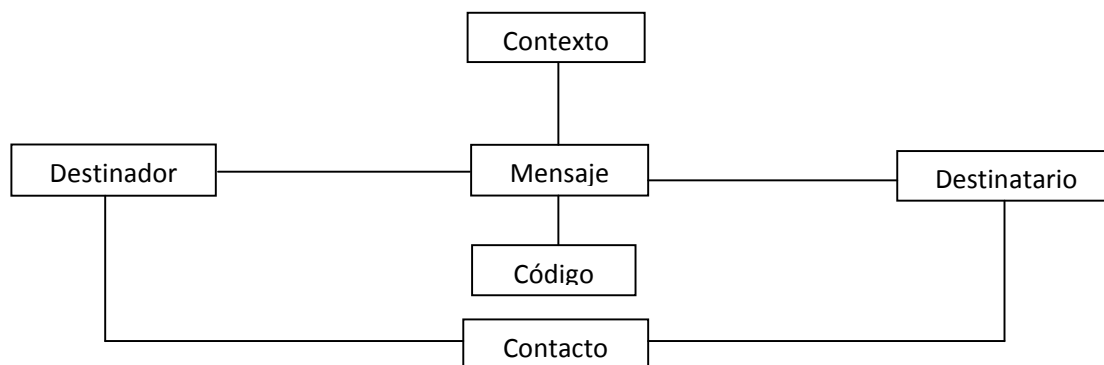 Contexto
Destinador
Mensaje
Destinatario
Código
Contacto